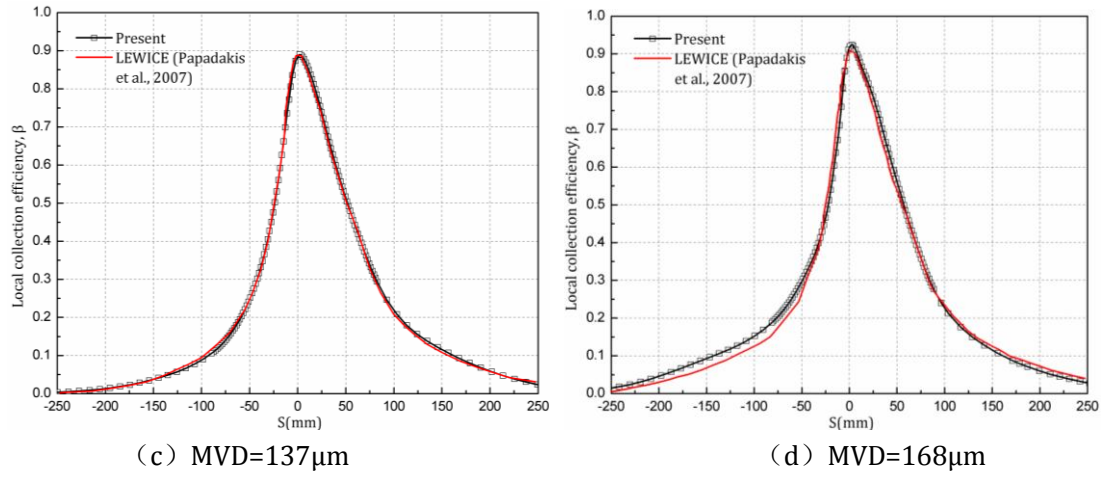 1.0
0.9
0.8
0.7
0.6
0.5
0.4
0.3
0.2
0.1
0.0
Local collection efficiency, β
Present
LEWICE (Papadakis
et al., 2007)
-250 -200 -150 -100 -50 0 50 100 150 200 250
S(mm)
(c) MVD=137μm
1.0
0.9
0.8
0.7
0.6
0.5
0.4
0.3
0.2
0.1
0.0
Local collection efficiency, β
Present
LEWICE (Papadakis
et al., 2007)
-250 -200 -150 -100 -50 0 50 100 150 200 250
S(mm)
(d) MVD=168μm